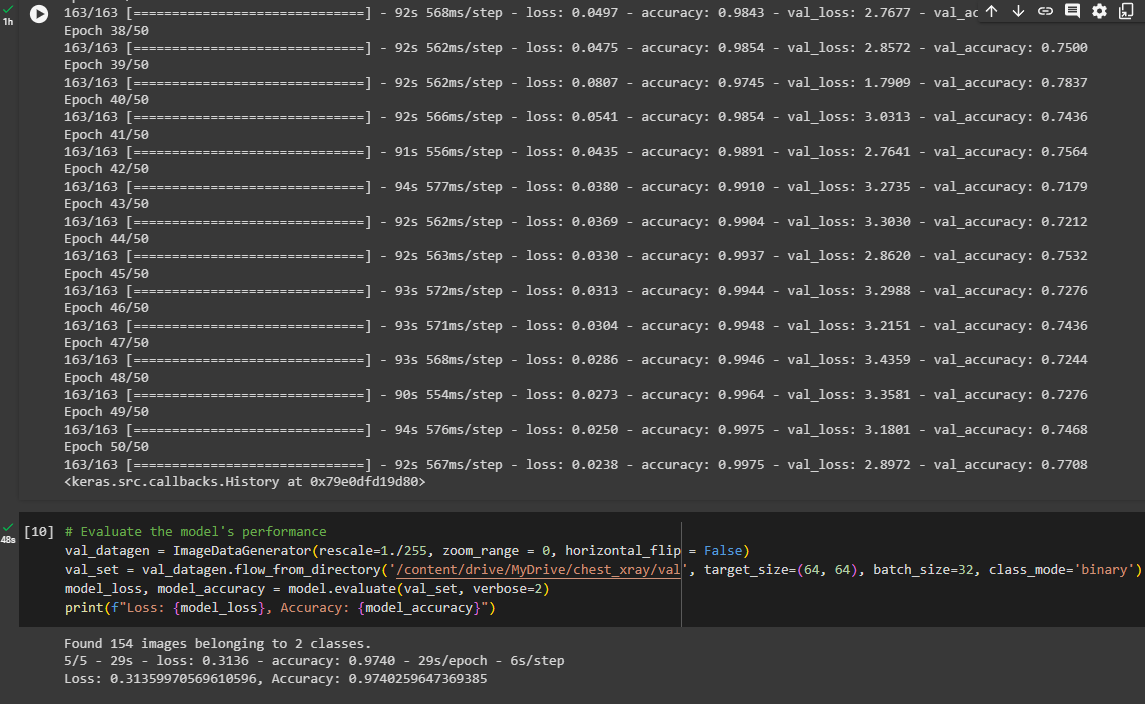 1h
163/163 [==============================] - 92s 568ms/step - loss: 0.0497 - accuracy: 0.9843 - val_loss: 2.7677 - val_ac
Epoch 38/50
163/163 [==============================] - 92s 562ms/step - loss: 0.0475 - accuracy: 0.9854 - val_loss: 2.8572 - val_accuracy: 0.7500
Epoch 39/50
163/163 [==============================] - 92s 562ms/step - loss: 0.0807 - accuracy: 0.9745 - val_loss: 1.7909 - val_accuracy: 0.7837
Epoch 40/50
163/163 [==============================] - 92s 566ms/step - loss: 0.0541 - accuracy: 0.9854 - val_loss: 3.0313 - val_accuracy: 0.7436
Epoch 41/50
163/163 [==============================] - 91s 556ms/step - loss: 0.0435 - accuracy: 0.9891 - val_loss: 2.7641 - val_accuracy: 0.7564
Epoch 42/50
163/163 [==============================] - 94s 577ms/step - loss: 0.0380 - accuracy: 0.9910 - val_loss: 3.2735 - val_accuracy: 0.7179
Epoch 43/50
163/163 [==============================] - 92s 562ms/step - loss: 0.0369 - accuracy: 0.9904 - val_loss: 3.3030 - val_accuracy: 0.7212
Epoch 44/50
163/163 [==============================] - 92s 563ms/step - loss: 0.0330 - accuracy: 0.9937 - val_loss: 2.8620 - val_accuracy: 0.7532
Epoch 45/50
163/163 [==============================] - 93s 572ms/step - loss: 0.0313 - accuracy: 0.9944 - val_loss: 3.2988 - val_accuracy: 0.7276
Epoch 46/50
163/163 [==============================] - 93s 571ms/step - loss: 0.0304 - accuracy: 0.9948 - val_loss: 3.2151 - val_accuracy: 0.7436
Epoch 47/50
163/163 [==============================] - 93s 568ms/step - loss: 0.0286 - accuracy: 0.9946 - val_loss: 3.4359 - val_accuracy: 0.7244
Epoch 48/50
163/163 [==============================] - 90s 554ms/step - loss: 0.0273 - accuracy: 0.9964 - val_loss: 3.3581 - val_accuracy: 0.7276
Epoch 49/50
163/163 [==============================] - 94s 576ms/step - loss: 0.0250 - accuracy: 0.9975 - val_loss: 3.1801 - val_accuracy: 0.7468
Epoch 50/50
163/163 [==============================] - 92s 567ms/step - loss: 0.0238 - accuracy: 0.9975 - val_loss: 2.8972 - val_accuracy: 0.7708
<keras.src.callbacks.History at 0x79e0dfd19d80>
48s
[10] # Evaluate the model's performance
val_datagen = ImageDataGenerator(rescale=1./255, zoom_range = 0, horizontal_flip = False)
val_set = val_datagen.flow_from_directory('/content/drive/MyDrive/chest_xray/val', target_size=(64, 64), batch_size=32, class_mode='binary')
model_loss, model_accuracy = model.evaluate(val_set, verbose=2)
print(f"Loss: {model_loss}, Accuracy: {model_accuracy}")
Found 154 images belonging to 2 classes.
5/5 - 29s - loss: 0.3136 - accuracy: 0.9740 - 29s/epoch - 6s/step
Loss: 0.31359970569610596, Accuracy: 0.9740259647369385